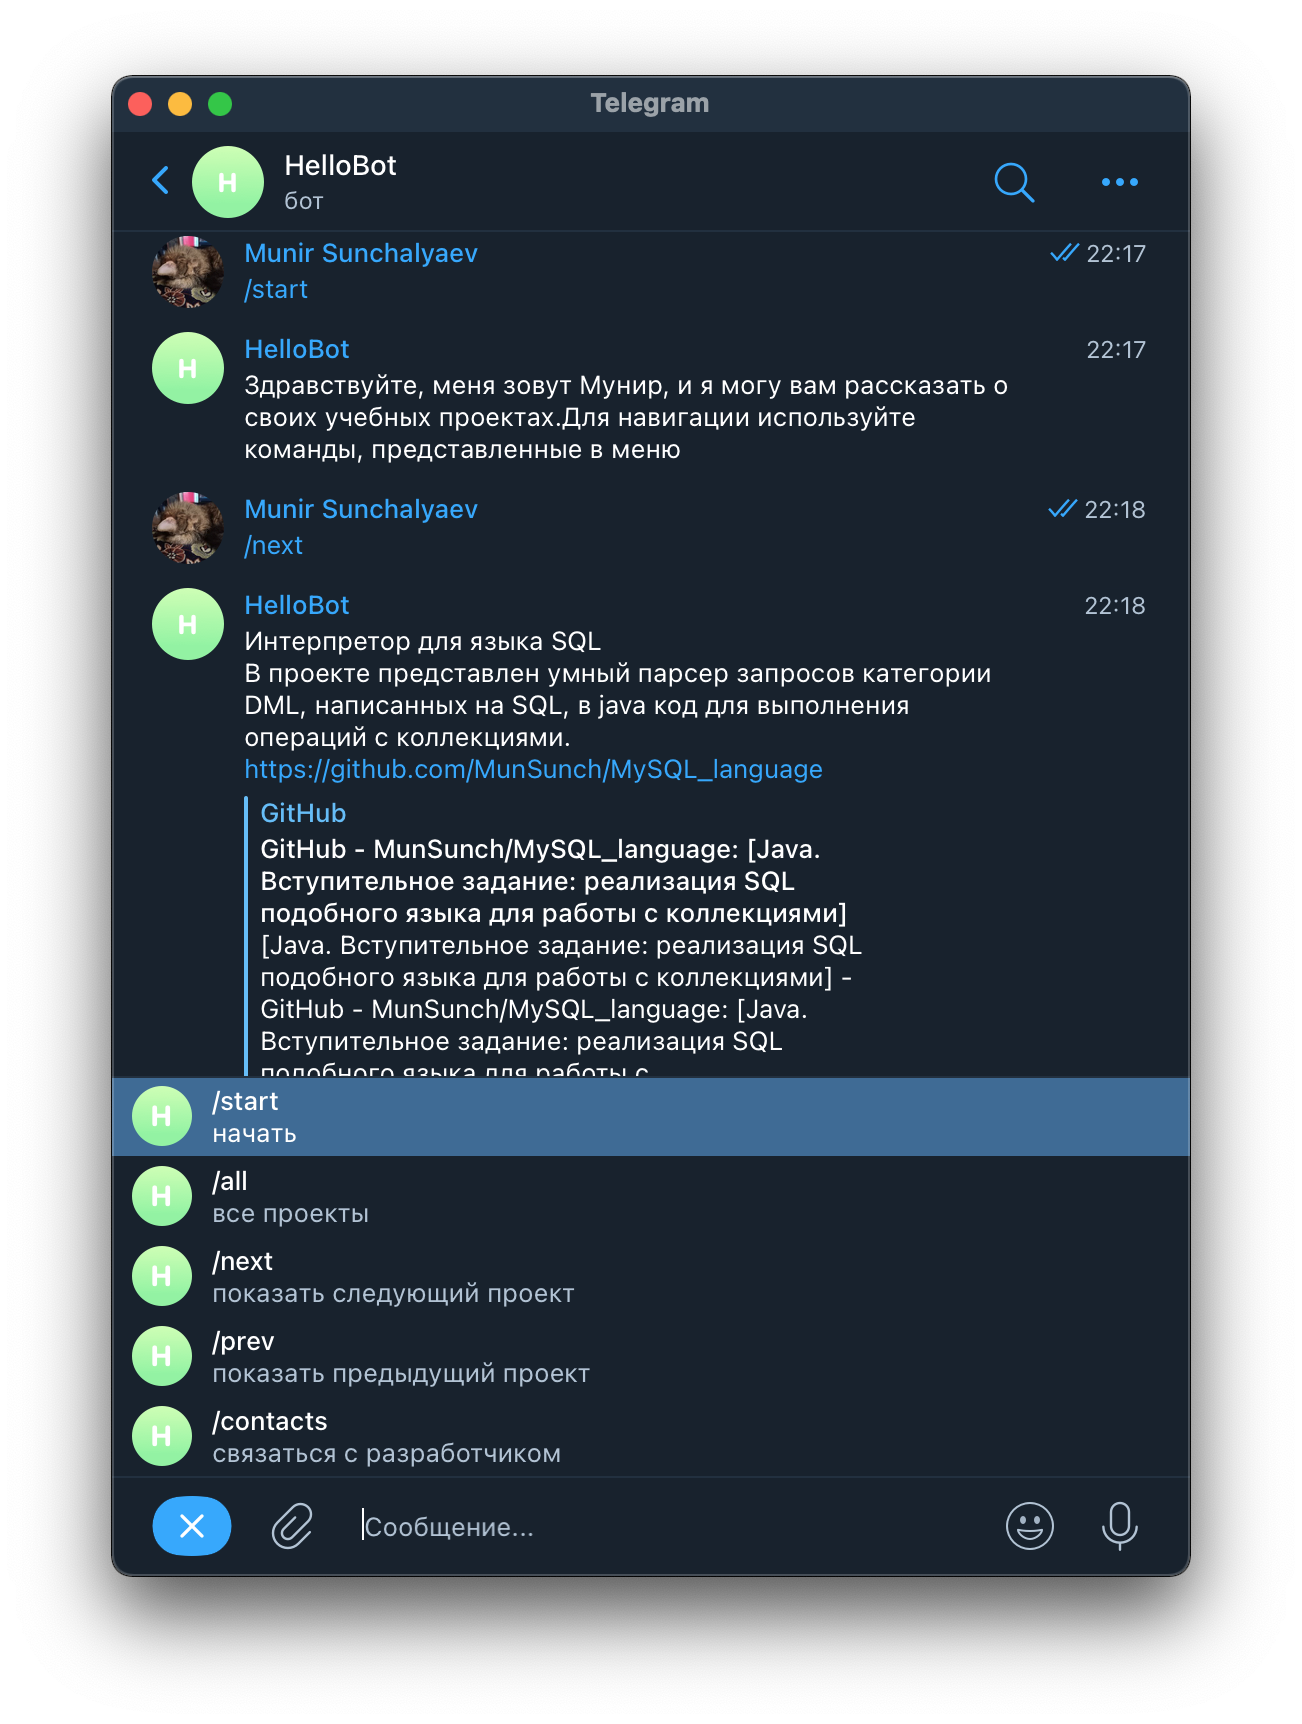 Telegram
H
HelloBot
бот
Munir Sunchalyaev
22:17
/start
H
HelloBot
22:17
Здравствуйте, меня зовут Мунир, и я могу вам рассказать о
своих учебных проектах.Для навигации используйте
команды, представленные в меню
Munir Sunchalyaev
22:18
/next
H
HelloBot
22:18
Интерпретор для языка SQL
В проекте представлен умный парсер запросов категории
DML, написанных на SQL, в java код для выполнения
операций с коллекциями.
https://github.com/MunSunch/MySQL_language
GitHub
GitHub - MunSunch/MySQL_language: [Java.
Вступительное задание: реализация SQL
подобного языка для работы с коллекциями]
[Java. Вступительное задание: реализация SQL
подобного языка для работы с коллекциями] -
GitHub - MunSunch/MySQL_language: [Java.
Вступительное задание: реализация SQL
подобного языка для работы с
H
/start
начать
H
/all
все проекты
H
/next
показать следующий проект
H
/prev
показать предыдущий проект
H
/contacts
связаться с разработчиком
Сообщение...